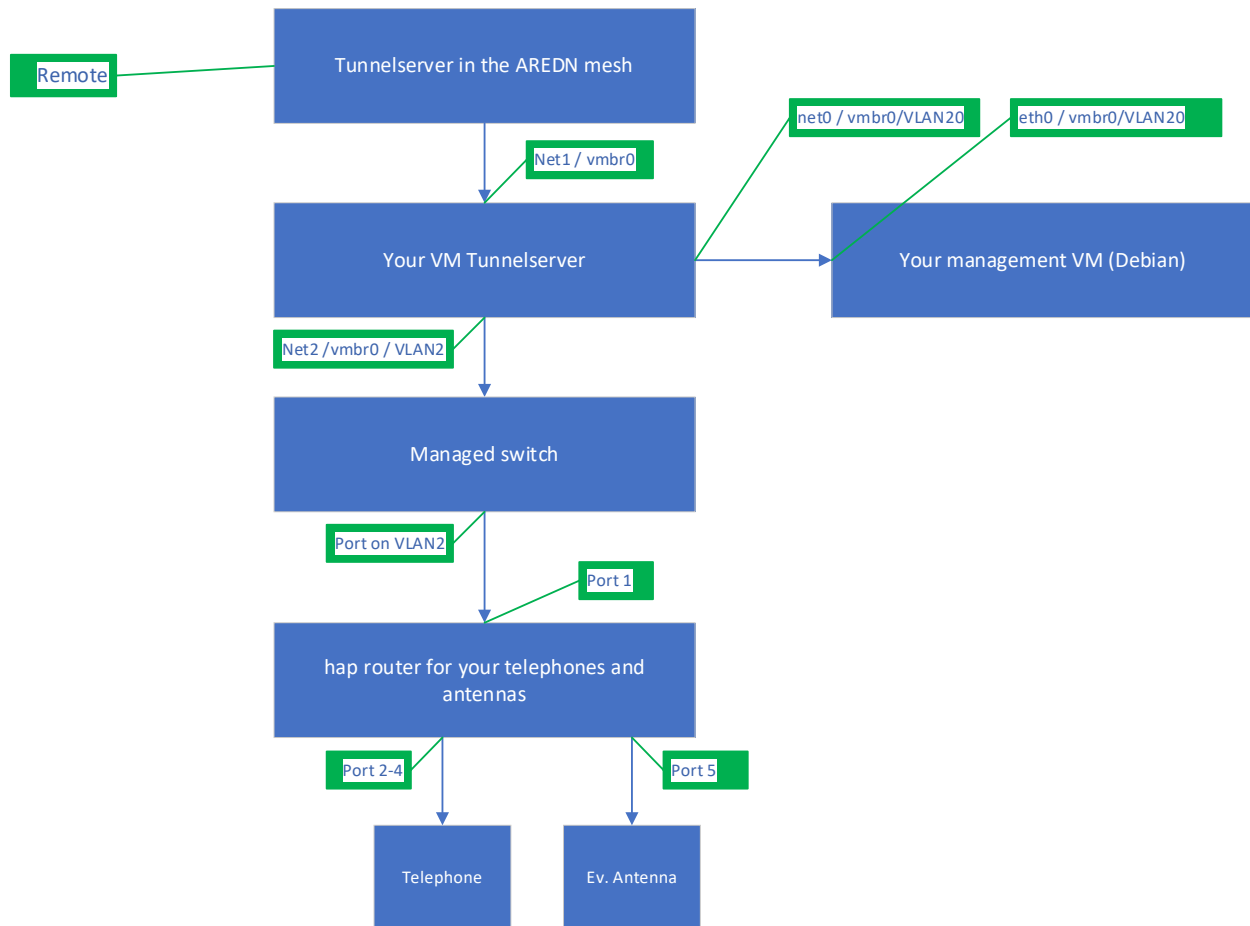 Tunnelserver in the AREDN mesh
Remote
net0 / vmbr0/VLAN20
eth0 / vmbr0/VLAN20
Net1 / vmbr0
Your VM Tunnelserver
Your management VM (Debian)
Net2 /vmbr0 / VLAN2
Managed switch
Port on VLAN2
Port 1
hap router for your telephones and
antennas
Port 2-4
Port 5
Telephone
Ev. Antenna